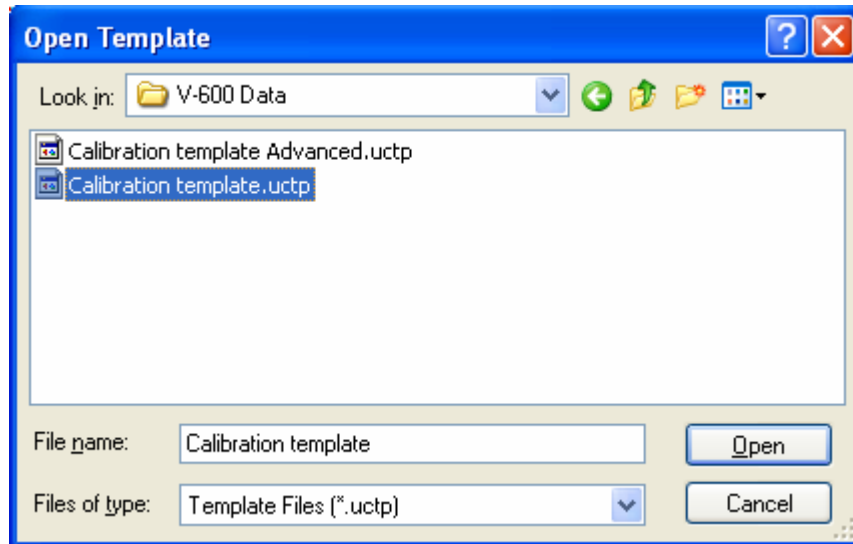 Open Template
Look in: V-600 Data
Calibration template Advanced.uctp
Calibration template.uctp
File name: Calibration template Open
Files of type: Template Files (*.uctp) Cancel